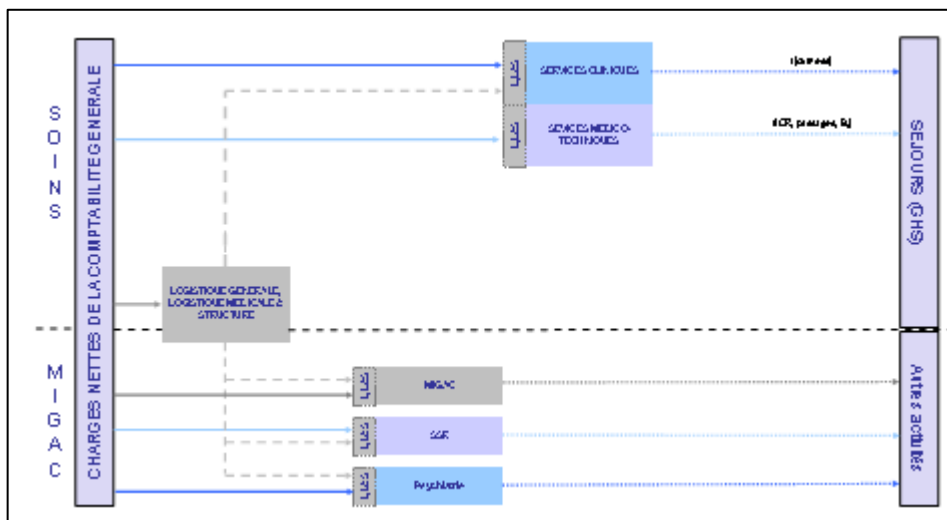 SOINS
MIGAC
CHARGES NETTES DE LA COMPTABILITE GENERALE
SERVICES CLINIQUES
SEVICES MEDICO-
TECHNIQUES
LOGISTIQUE GENERALE,
LOGISTIQUE MEDICALE &
STRUCTURE
MIGAC
SSR
Psychiatrie
SEJOURS (GHS)
Autres activités